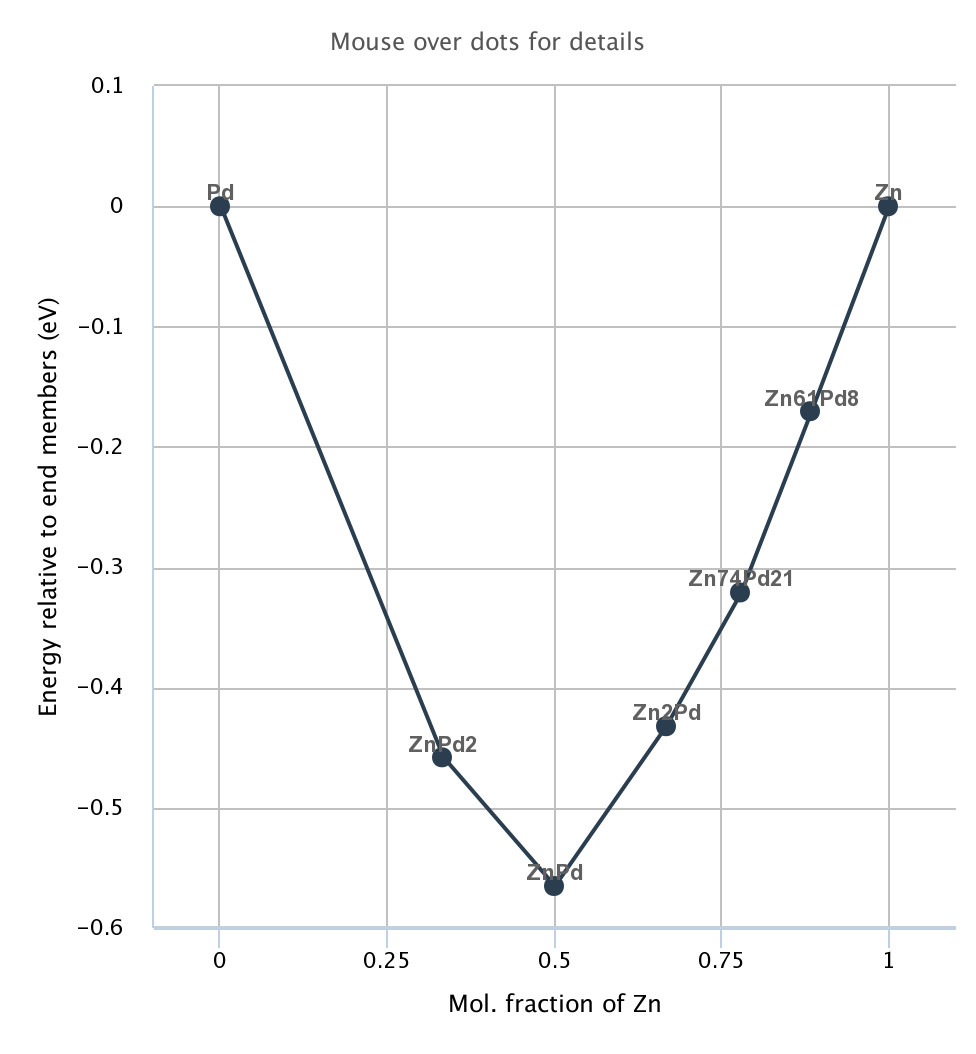 Mouse over dots for details
0.1
Pd
Zn
0
−0.1
Zn61Pd8
−0.2
−0.3
Zn74Pd21
−0.4
Zn2Pd
ZnPd2
−0.5
ZnPd
−0.6
0 0.25 0.5 0.75 1
Mol. fraction of Zn
Energy relative to end members (eV)